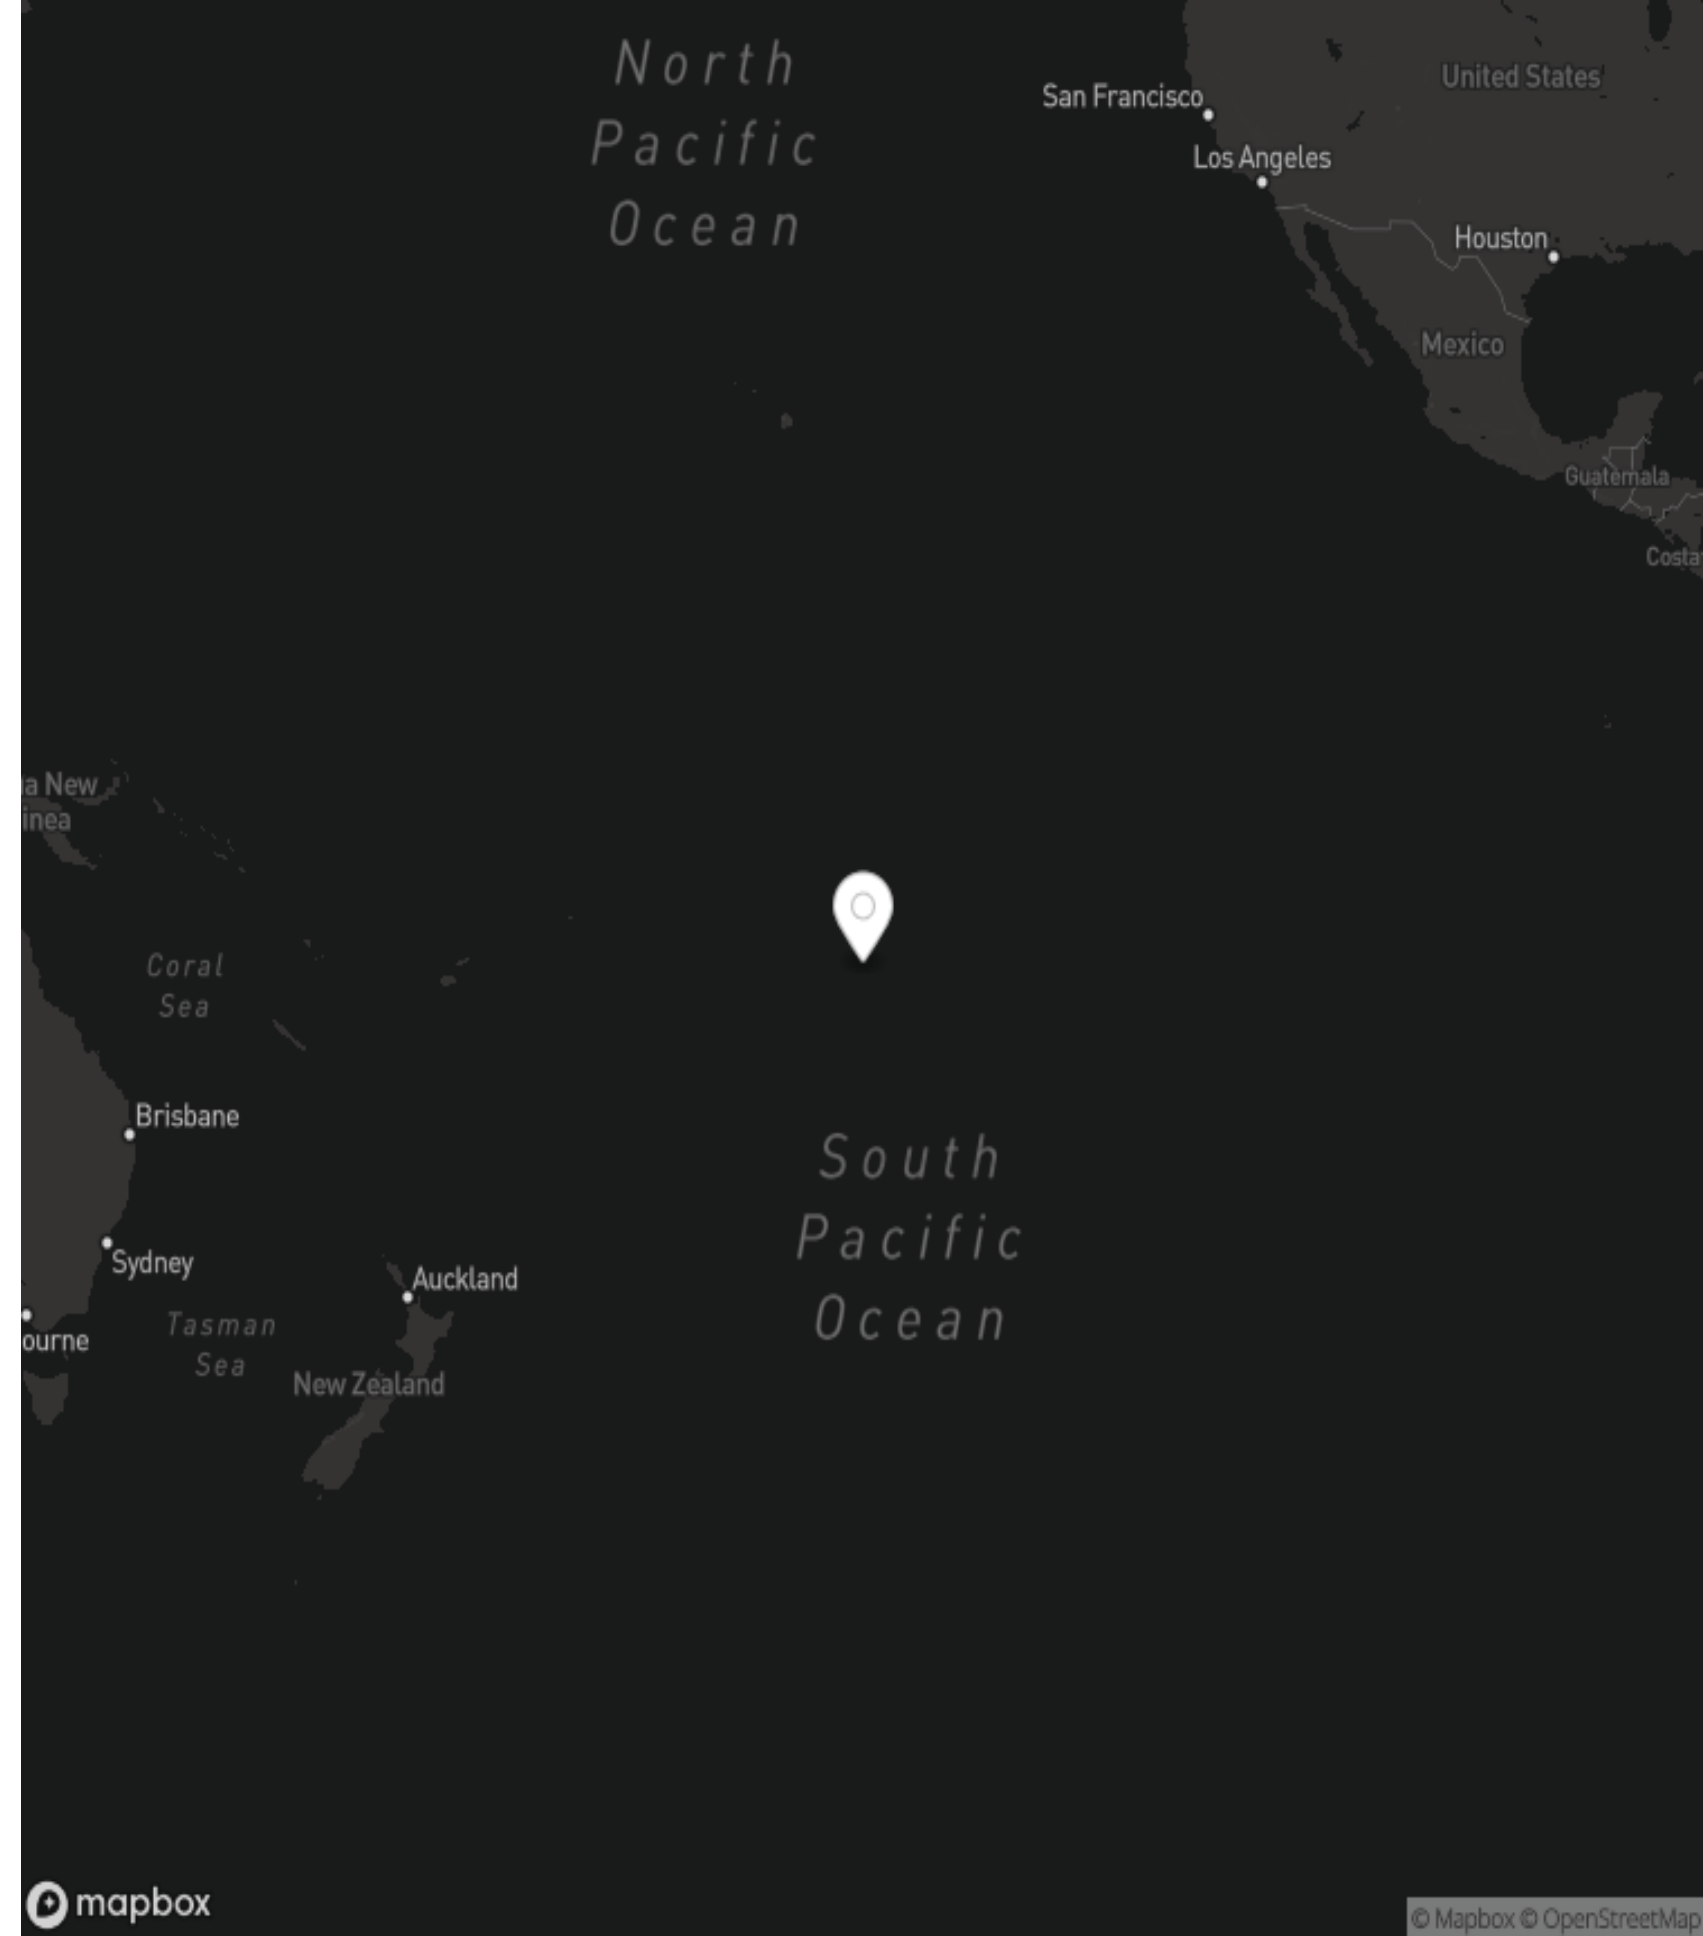 North
Pacific
Ocean
San Francisco
United States
Los Angeles
Houston
Mexico
Guatemala
Costa
a New
inea
Coral
Sea
Brisbane
South
Pacific
Ocean
Sydney
Auckland
ourne
Tasman
Sea
New Zealand
mapbox
© Mapbox © OpenStreetMap